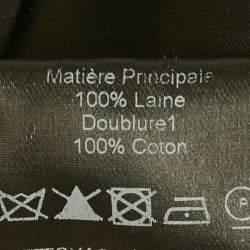 Matière Principale
100% Laine
Doublure1
100% Coton